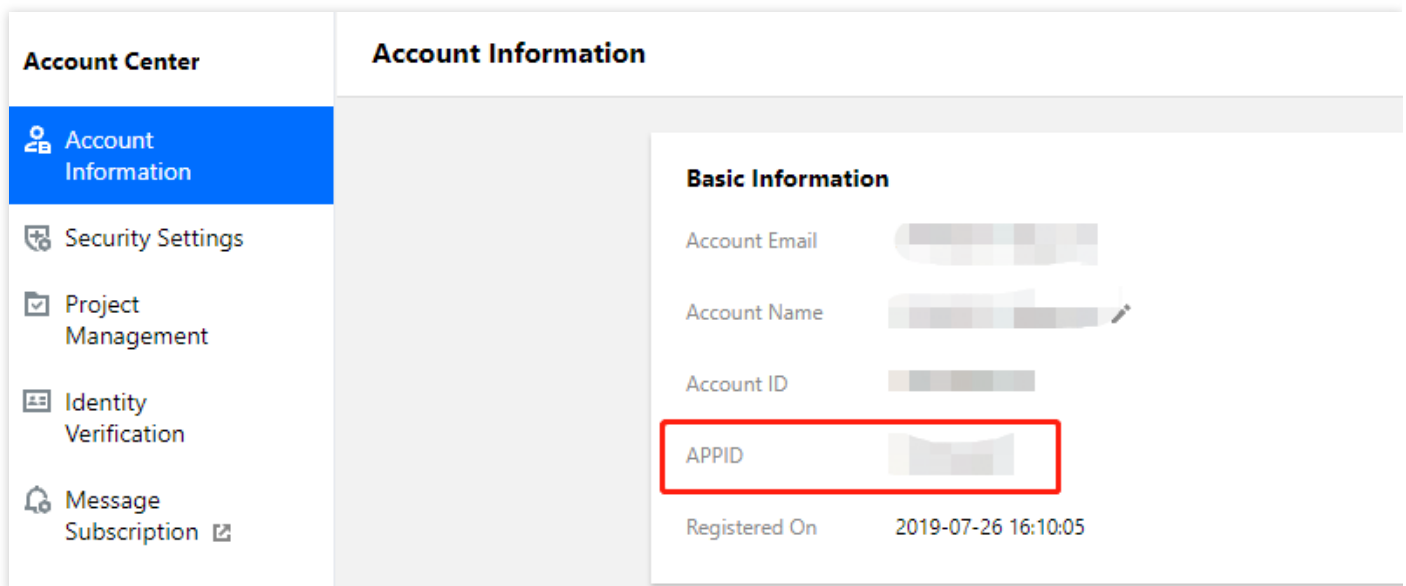 Account Center
Account
Information
Security Settings
Project
Management
Identity
Verification
Message
Subscription
Account Information
Basic Information
Account Email
Account Name
Account ID
APPID
Registered On 2019-07-26 16:10:05